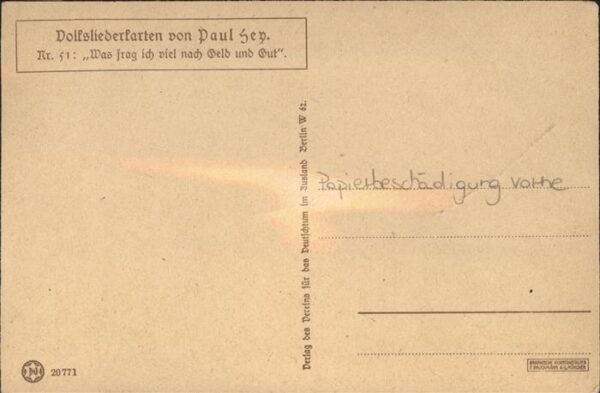 Volksliederkarten von Paul Hey.
Nr. 51: „Was frag ich viel nach Geld und Gut“.
Verlag des Vereins für das Deutschtum im Ausland Berlin W 62.
Papierbeschädigung vorne
20771